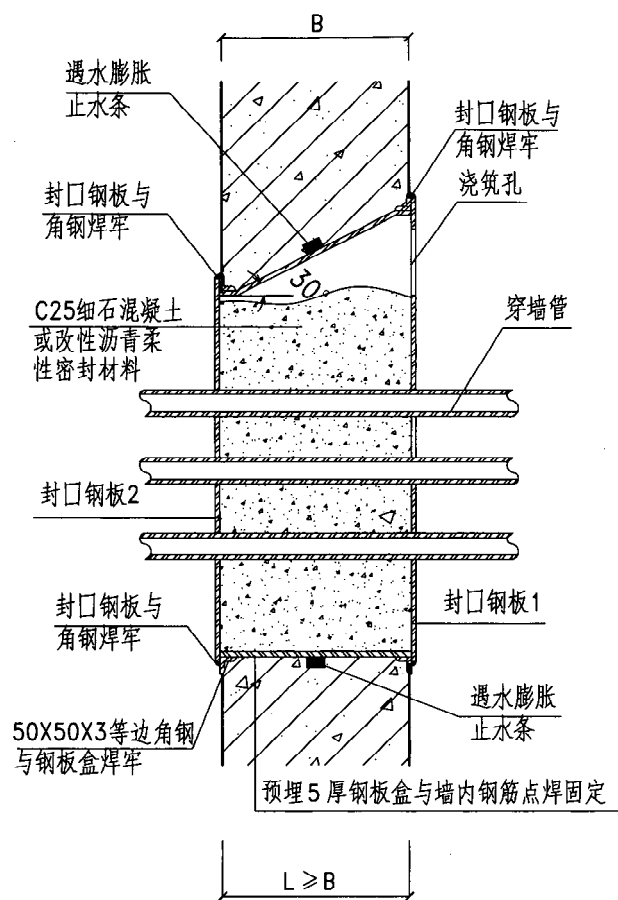 B
遇水膨胀
止水条
封口钢板与
角钢焊牢
浇筑孔
封口钢板与
角钢焊牢
30°
C25细石混凝土
或改性沥青柔
性密封材料
穿墙管
封口钢板2
封口钢板与
角钢焊牢
封口钢板1
50X50X3等边角钢
与钢板盒焊牢
遇水膨胀
止水条
预埋5厚钢板盒与墙内钢筋点焊固定
L≥B